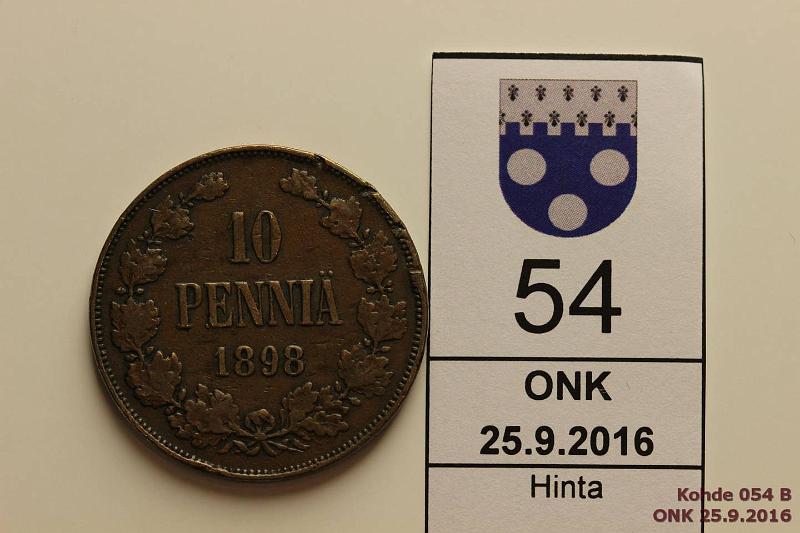 10
PENNIÄ
1898
54
ONK
25.9.2016
Hinta
Kohde 054 B
ONK 25.9.2016